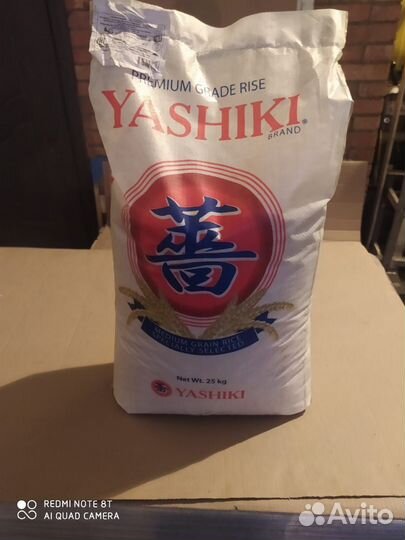 PREMIUM GRADE RISE
YASHIKI®
BRAND
薔
MEDIUM GRAIN RICE
SPECIALLY SELECTED
Net Wt. 25 kg
YASHIKI
REDMI NOTE 8T
AI QUAD CAMERA
Avito